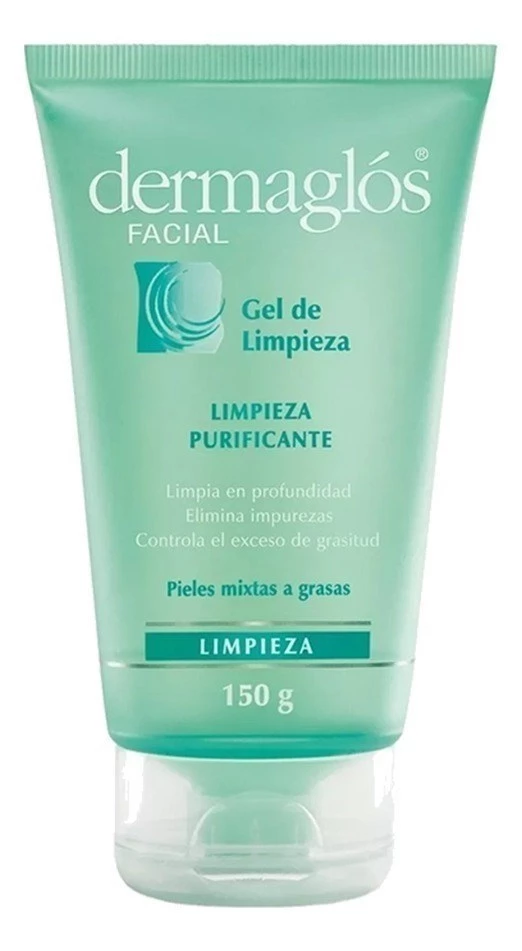 dermaglós®
FACIAL
Gel de
Limpieza
LIMPIEZA
PURIFICANTE
Limpia en profundidad
Elimina impurezas
Controla el exceso de grasitud
Pieles mixtas a grasas
LIMPIEZA
150 g